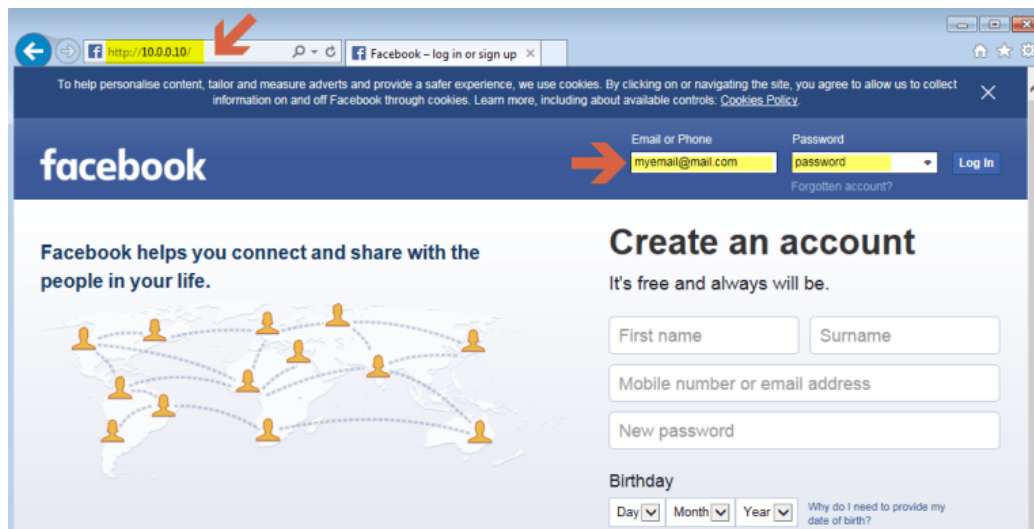 http://10.0.0.10/
Facebook – log in or sign up
To help personalise content, tailor and measure adverts and provide a safer experience, we use cookies. By clicking on or navigating the site, you agree to allow us to collect
information on and off Facebook through cookies. Learn more, including about available controls: Cookies Policy.
Email or Phone Password
facebook
myemail@mail.com password Log In
Forgotten account?
Create an account
Facebook helps you connect and share with the
people in your life.
It's free and always will be.
First name Surname
Mobile number or email address
New password
Birthday
Day Month Year
Why do I need to provide my
date of birth?